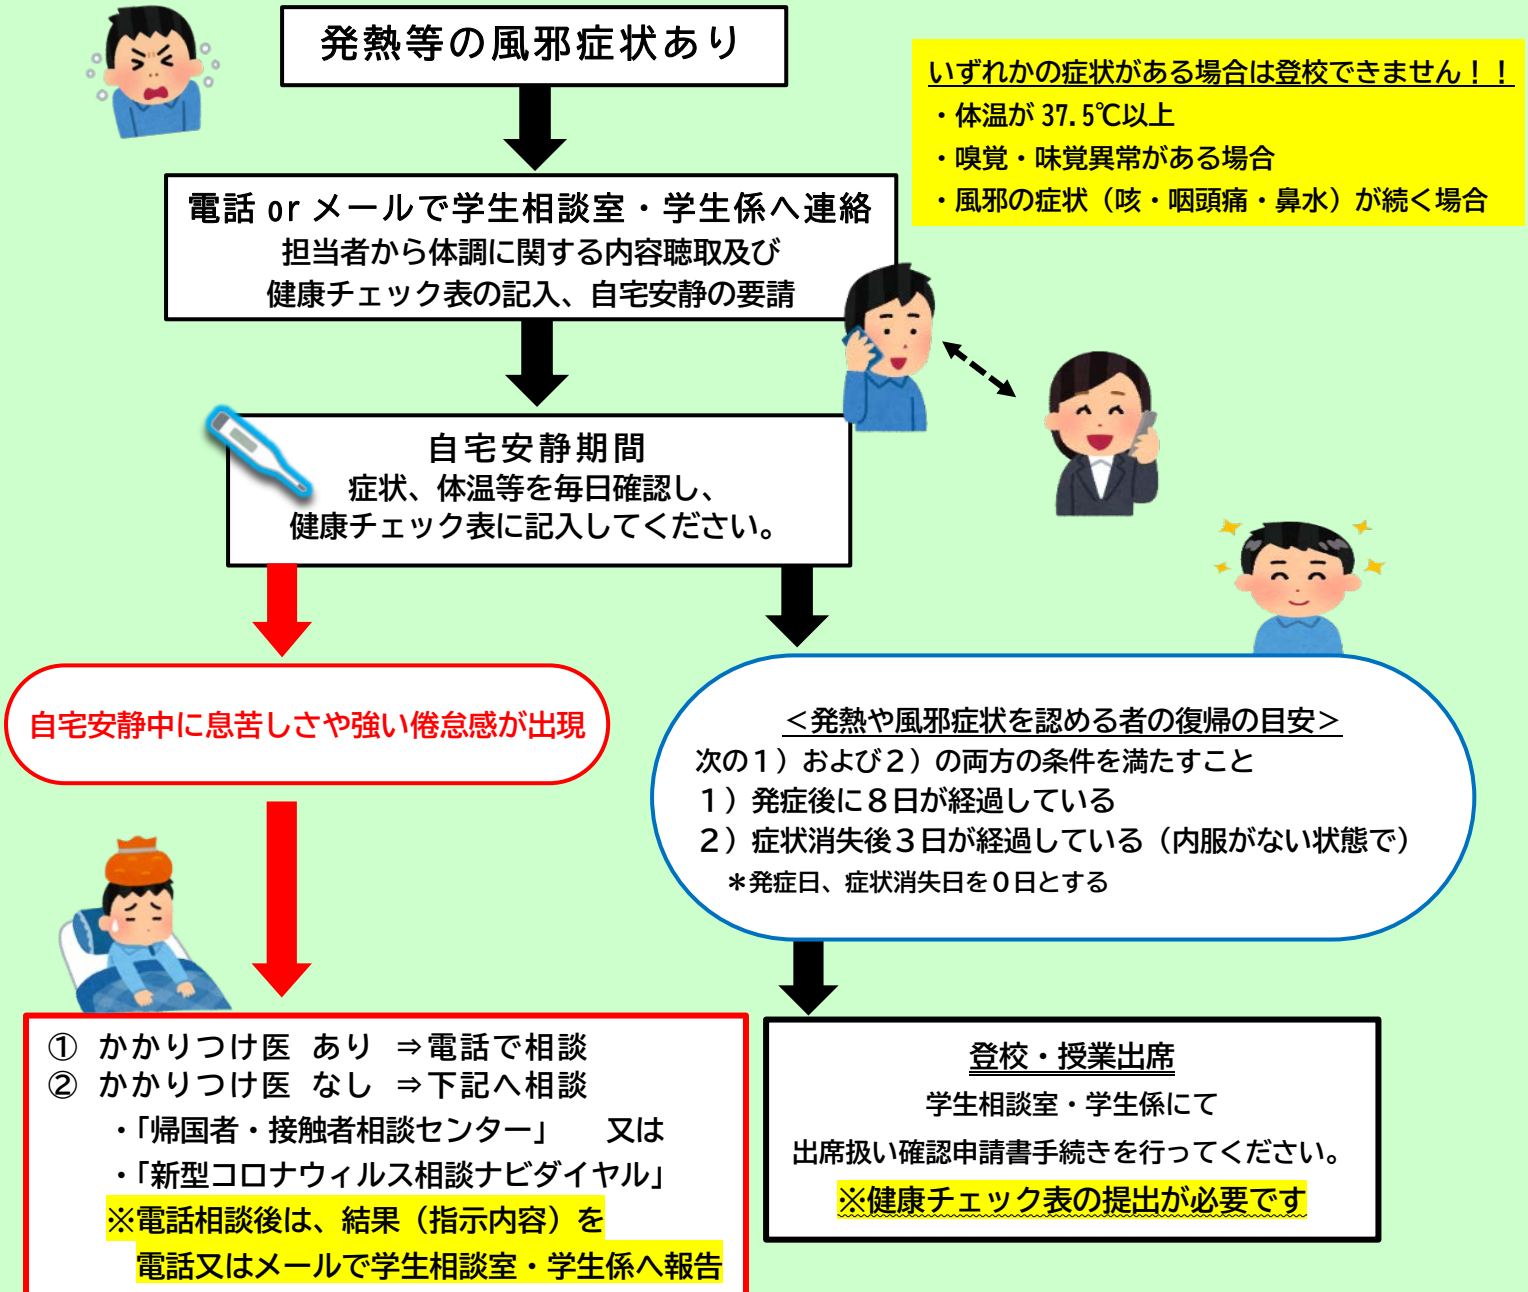 発熱等の風邪症状あり
いずれかの症状がある場合は登校できません！！
・体温が 37.5℃以上
・嗅覚・味覚異常がある場合
・風邪の症状（咳・咽頭痛・鼻水）が続く場合
電話 or メールで学生相談室・学生係へ連絡
担当者から体調に関する内容聴取及び
健康チェック表の記入、自宅安静の要請
自宅安静期間
症状、体温等を毎日確認し、
健康チェック表に記入してください。
自宅安静中に息苦しさや強い倦怠感が出現
＜発熱や風邪症状を認める者の復帰の目安＞
次の１）および２）の両方の条件を満たすこと
１）発症後に８日が経過している
２）症状消失後３日が経過している（内服がない状態で）
＊発症日、症状消失日を０日とする
① かかりつけ医 あり ⇒電話で相談
② かかりつけ医 なし ⇒下記へ相談
・「帰国者・接触者相談センター」 又は
・「新型コロナウィルス相談ナビダイヤル」
※電話相談後は、結果（指示内容）を
電話又はメールで学生相談室・学生係へ報告
登校・授業出席
学生相談室・学生係にて
出席扱い確認申請書手続きを行ってください。
※健康チェック表の提出が必要です